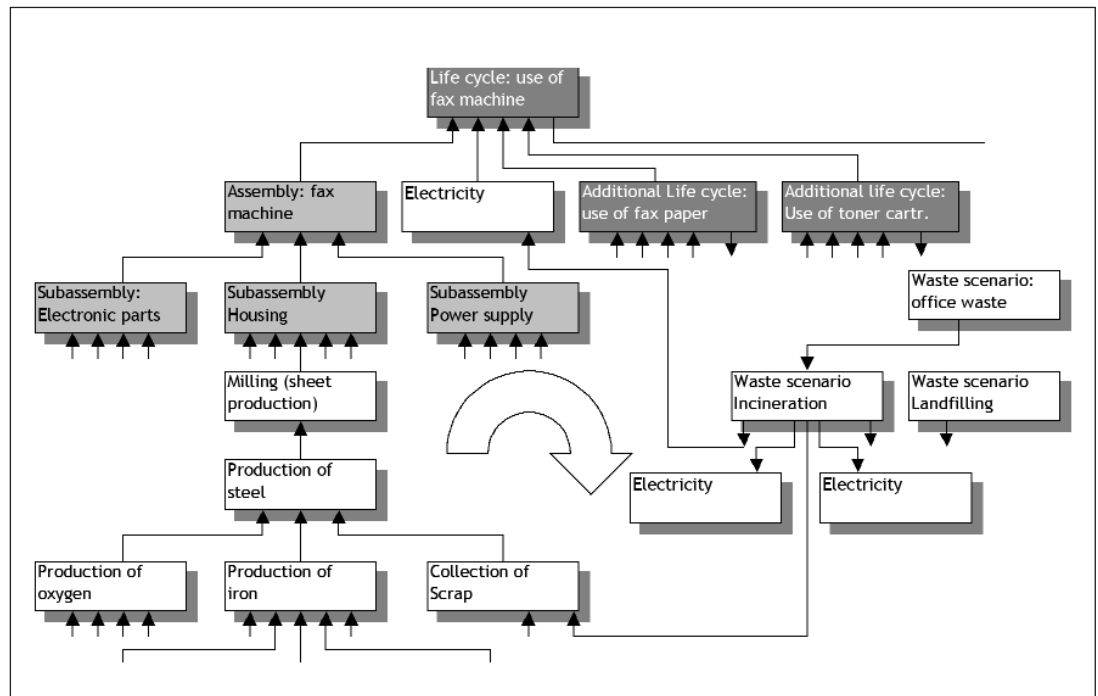 Life cycle: use of
fax machine
Assembly: fax
machine
Electricity
Additional Life cycle:
use of fax paper
Additional life cycle:
Use of toner cartr.
Subassembly:
Electronic parts
Subassembly
Housing
Subassembly
Power supply
Waste scenario:
office waste
Milling (sheet
production)
Waste scenario
Incineration
Waste scenario
Landfilling
Production of
steel
Electricity
Electricity
Production of
oxygen
Production of
iron
Collection of
Scrap